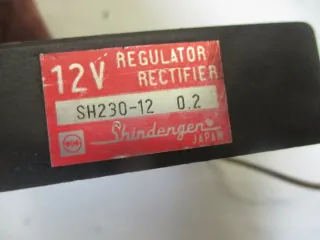 12V REGULATOR RECTIFIER
SH230-12 0.2
Shindengen
JAPAN